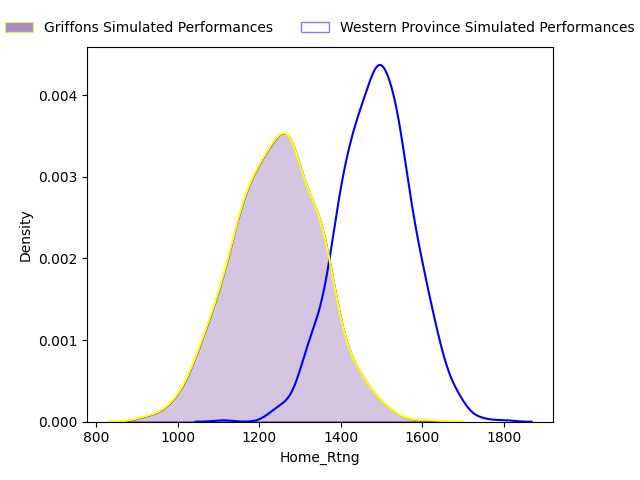 Griffons Simulated Performances
Western Province Simulated Performances
Density
0.004
0.003
0.002
0.001
0.000
800 1000 1200 1400 1600 1800
Home_Rtng